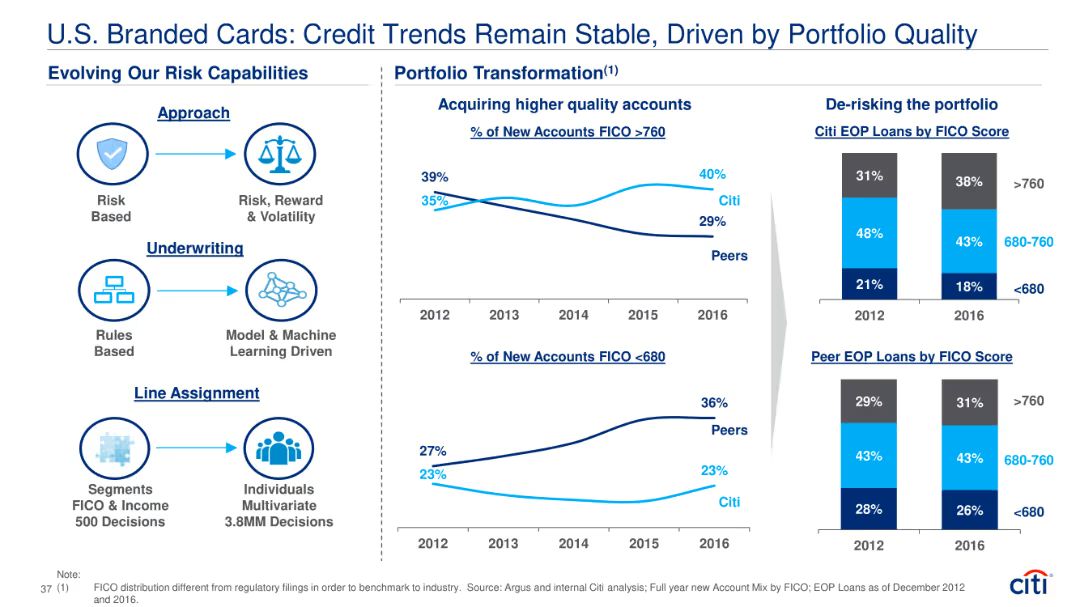 U.S. Branded Cards: Credit Trends Remain Stable, Driven by Portfolio Quality
Evolving Our Risk Capabilities
Approach
Risk
Based
Risk, Reward
& Volatility
Underwriting
Rules
Based
Model & Machine
Learning Driven
Line Assignment
Segments
FICO & Income
500 Decisions
Individuals
Multivariate
3.8MM Decisions
Portfolio Transformation(1)
Acquiring higher quality accounts
% of New Accounts FICO >760
39%
35%
40%
Citi
29%
Peers
2012 2013 2014 2015 2016
% of New Accounts FICO <680
36%
Peers
27%
23%
23%
Citi
2012 2013 2014 2015 2016
De-risking the portfolio
Citi EOP Loans by FICO Score
31% 38% >760
48% 43% 680-760
21% 18% <680
2012 2016
Peer EOP Loans by FICO Score
29% 31% >760
43% 43% 680-760
28% 26% <680
2012 2016
Note:
37 (1) FICO distribution different from regulatory filings in order to benchmark to industry. Source: Argus and internal Citi analysis; Full year new Account Mix by FICO; EOP Loans as of December 2012
and 2016.
citi